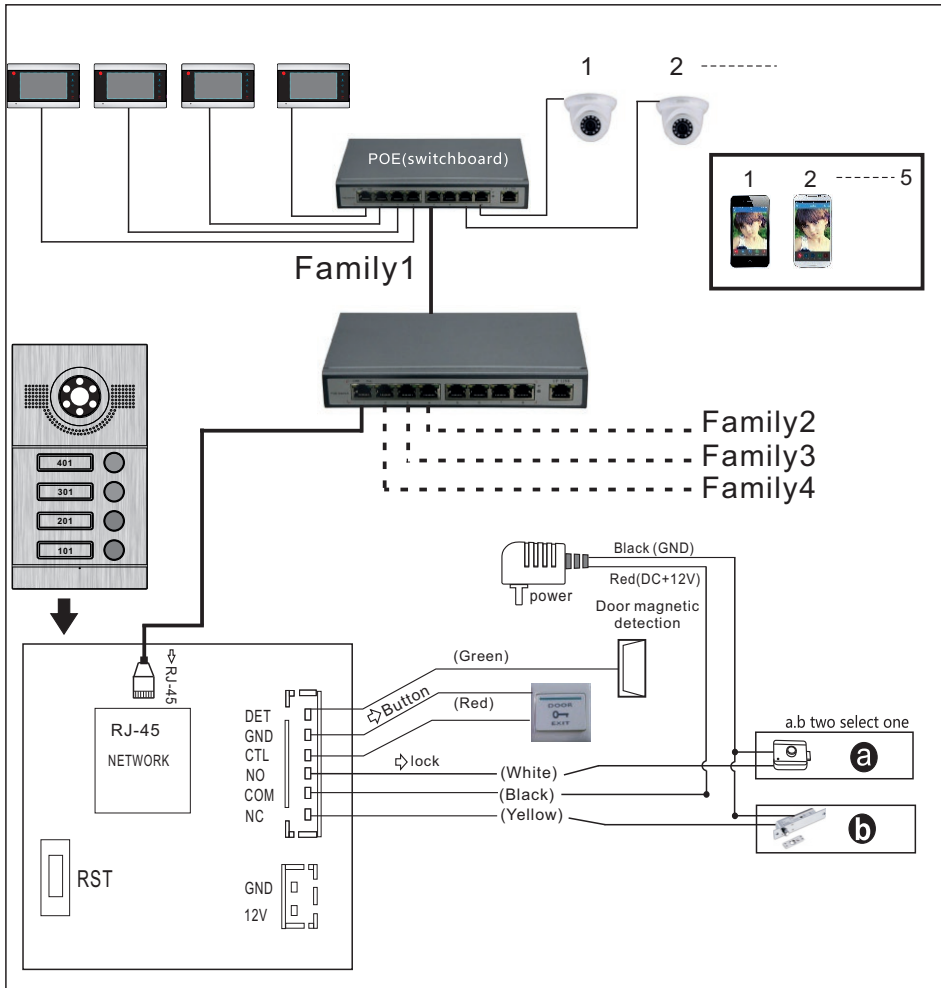 1
2 --------
POE(switchboard)
1
2 ------- 5
Family1
Family2
Family3
Family4
401
301
201
101
Black (GND)
Red(DC+12V)
power
Door magnetic
detection
RJ-45
(Green)
Button
(Red)
DOOR
EXIT
RJ-45
NETWORK
DET
GND
CTL
NO
COM
NC
lock
(White)
(Black)
(Yellow)
a.b two select one
a
b
RST
GND
12V